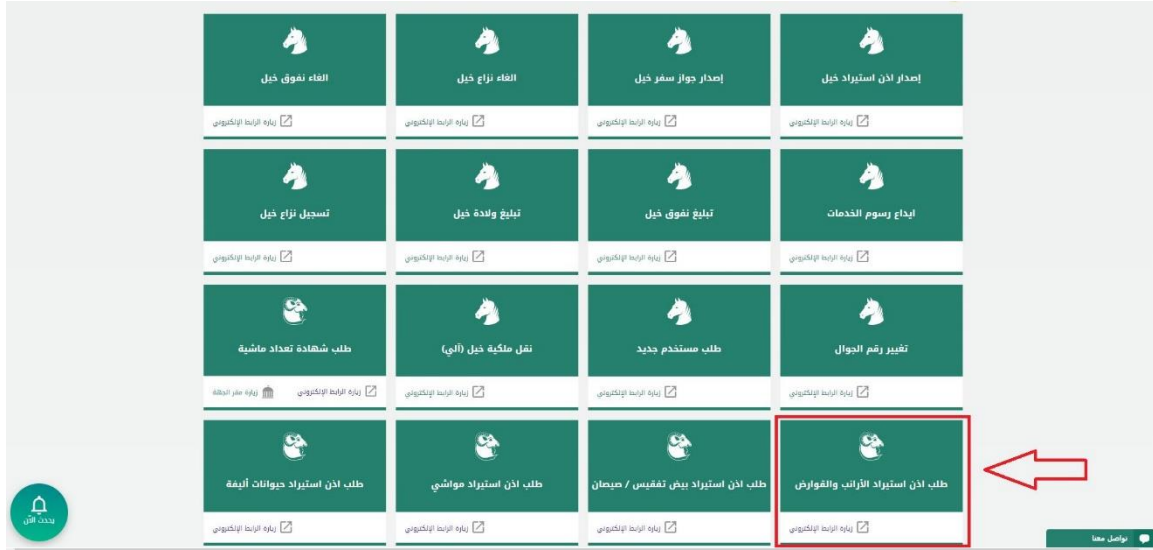 إصدار اذن استيراد خيل
إصدار جواز سفر خيل
الغاء نزاع خيل
الغاء نفوق خيل
زيارة الرابط الإلكتروني
زيارة الرابط الإلكتروني
زيارة الرابط الإلكتروني
زيارة الرابط الإلكتروني
ايداع رسوم الخدمات
تبليغ نفوق خيل
تبليغ ولادة خيل
تسجيل نزاع خيل
زيارة الرابط الإلكتروني
زيارة الرابط الإلكتروني
زيارة الرابط الإلكتروني
زيارة الرابط الإلكتروني
تغيير رقم الجوال
طلب مستخدم جديد
نقل ملكية خيل (آلي)
طلب شهادة تعداد ماشية
زيارة الرابط الإلكتروني
زيارة الرابط الإلكتروني
زيارة الرابط الإلكتروني
زيارة الرابط الإلكتروني
زيارة مقر الجهة
طلب اذن استيراد الأرانب والقوارض
طلب اذن استيراد بيض تفقيس / صيصان
طلب اذن استيراد مواشي
طلب اذن استيراد حيوانات أليفة
زيارة الرابط الإلكتروني
زيارة الرابط الإلكتروني
زيارة الرابط الإلكتروني
زيارة الرابط الإلكتروني
يحدث الآن
تواصل معنا